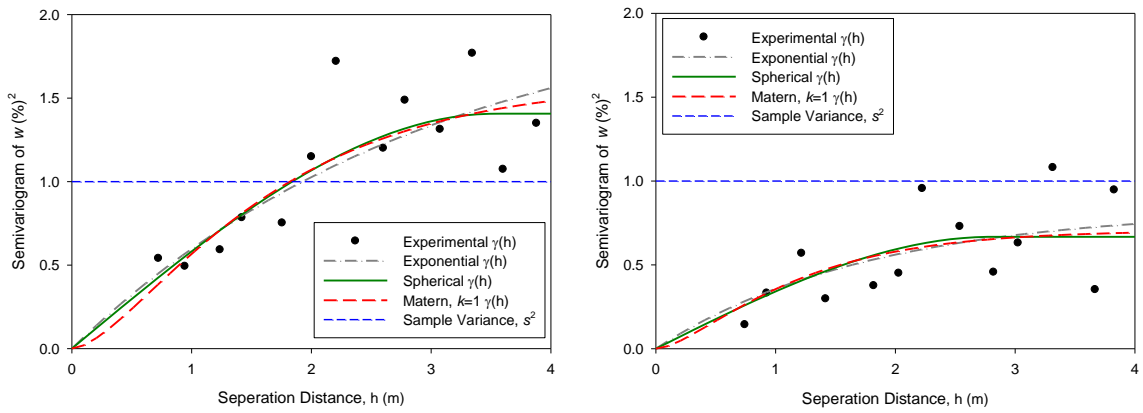 2.0
1.5
1.0
0.5
0.0
Semivariogram of w (%)²
0 1 2 3 4
Seperation Distance, h (m)
Experimental γ(h)
Exponential γ(h)
Spherical γ(h)
Matern, k=1 γ(h)
Sample Variance, s²
2.0
1.5
1.0
0.5
0.0
Semivariogram of w (%)²
0 1 2 3 4
Seperation Distance, h (m)
Experimental γ(h)
Exponential γ(h)
Spherical γ(h)
Matern, k=1 γ(h)
Sample Variance, s²